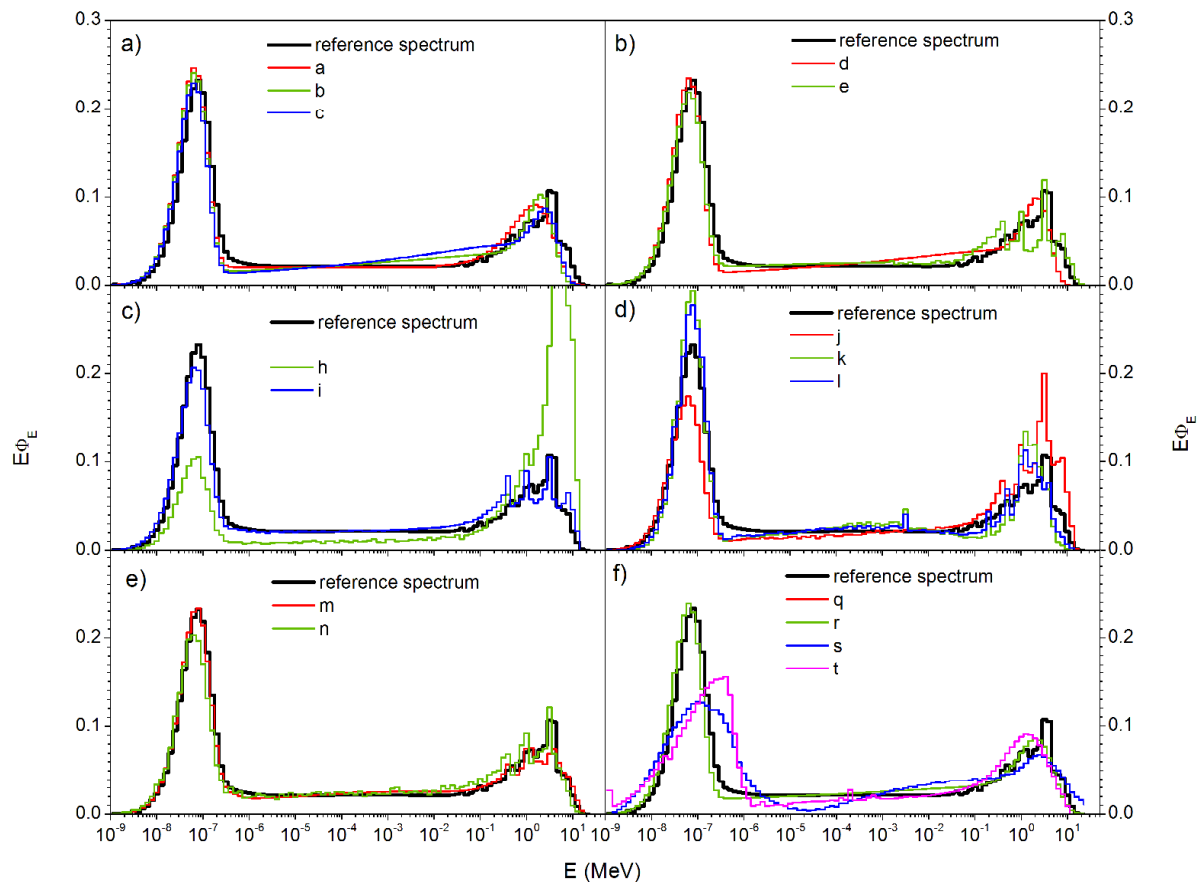 a)
reference spectrum
a
b
c
b)
reference spectrum
d
e
c)
reference spectrum
h
i
d)
reference spectrum
j
k
l
e)
reference spectrum
m
n
f)
reference spectrum
q
r
s
t
0.3
0.2
0.1
0.0
0.2
0.1
0.0
0.2
0.1
0.0
0.3
0.2
0.1
0.0
0.2
0.1
0.0
0.2
0.1
0.0
EΦ_E
EΦ_E
10⁻⁹ 10⁻⁸ 10⁻⁷ 10⁻⁶ 10⁻⁵ 10⁻⁴ 10⁻³ 10⁻² 10⁻¹ 10⁰ 10¹
10⁻⁹ 10⁻⁸ 10⁻⁷ 10⁻⁶ 10⁻⁵ 10⁻⁴ 10⁻³ 10⁻² 10⁻¹ 10⁰ 10¹
E (MeV)